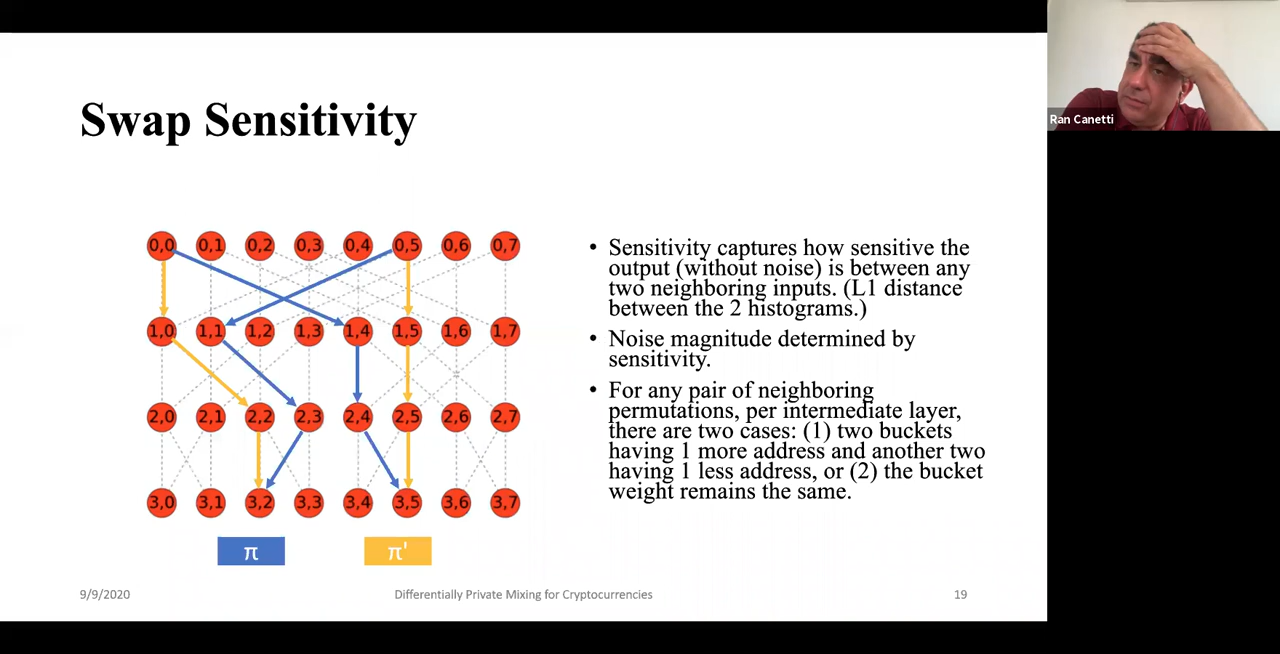 Ran Canetti
Swap Sensitivity
0,0 0,1 0,2 0,3 0,4 0,5 0,6 0,7
1,0 1,1 1,2 1,3 1,4 1,5 1,6 1,7
2,0 2,1 2,2 2,3 2,4 2,5 2,6 2,7
3,0 3,1 3,2 3,3 3,4 3,5 3,6 3,7
π π'
• Sensitivity captures how sensitive the
output (without noise) is between any
two neighboring inputs. (L1 distance
between the 2 histograms.)
• Noise magnitude determined by
sensitivity.
• For any pair of neighboring
permutations, per intermediate layer,
there are two cases: (1) two buckets
having 1 more address and another two
having 1 less address, or (2) the bucket
weight remains the same.
9/9/2020 Differentially Private Mixing for Cryptocurrencies 19